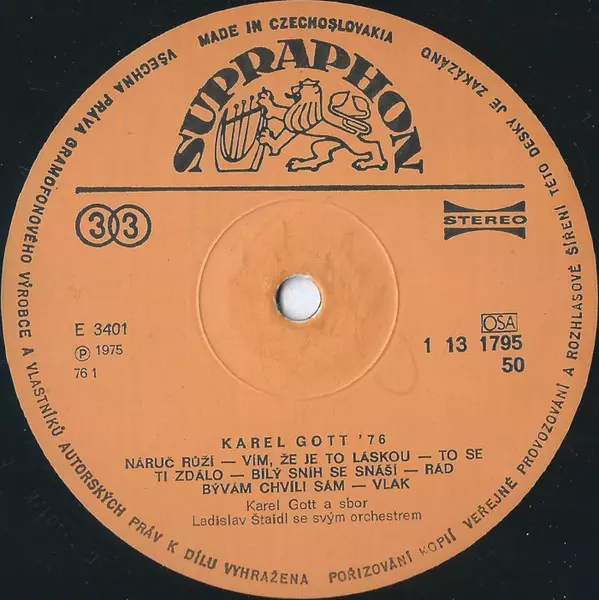 MADE IN CZECHOSLOVAKIA
SUPRAPHON
33
STEREO
E 3401
Ⓟ 1975
76 1
OSA
1 13 1795
50
KAREL GOTT '76
NÁRUČ RŮŽÍ — VÍM, ŽE JE TO LÁSKOU — TO SE
TI ZDÁLO — BÍLÝ SNÍH SE SNÁŠÍ — RÁD
BÝVÁM CHVÍLI SÁM — VLAK
Karel Gott a sbor
Ladislav Štaidl se svým orchestrem
VŠECHNA PRÁVA GRAMOFONOVÉHO VÝROBCE A VLASTNÍKŮ AUTORSKÝCH PRÁV K DÍLU VYHRAŽENA POŘIZOVÁNÍ KOPIÍ VEŘEJNÉ PROVOZOVÁNÍ A ROZHLASOVÉ ŠÍŘENÍ TÉTO DESKY JE ZAKÁZÁNO